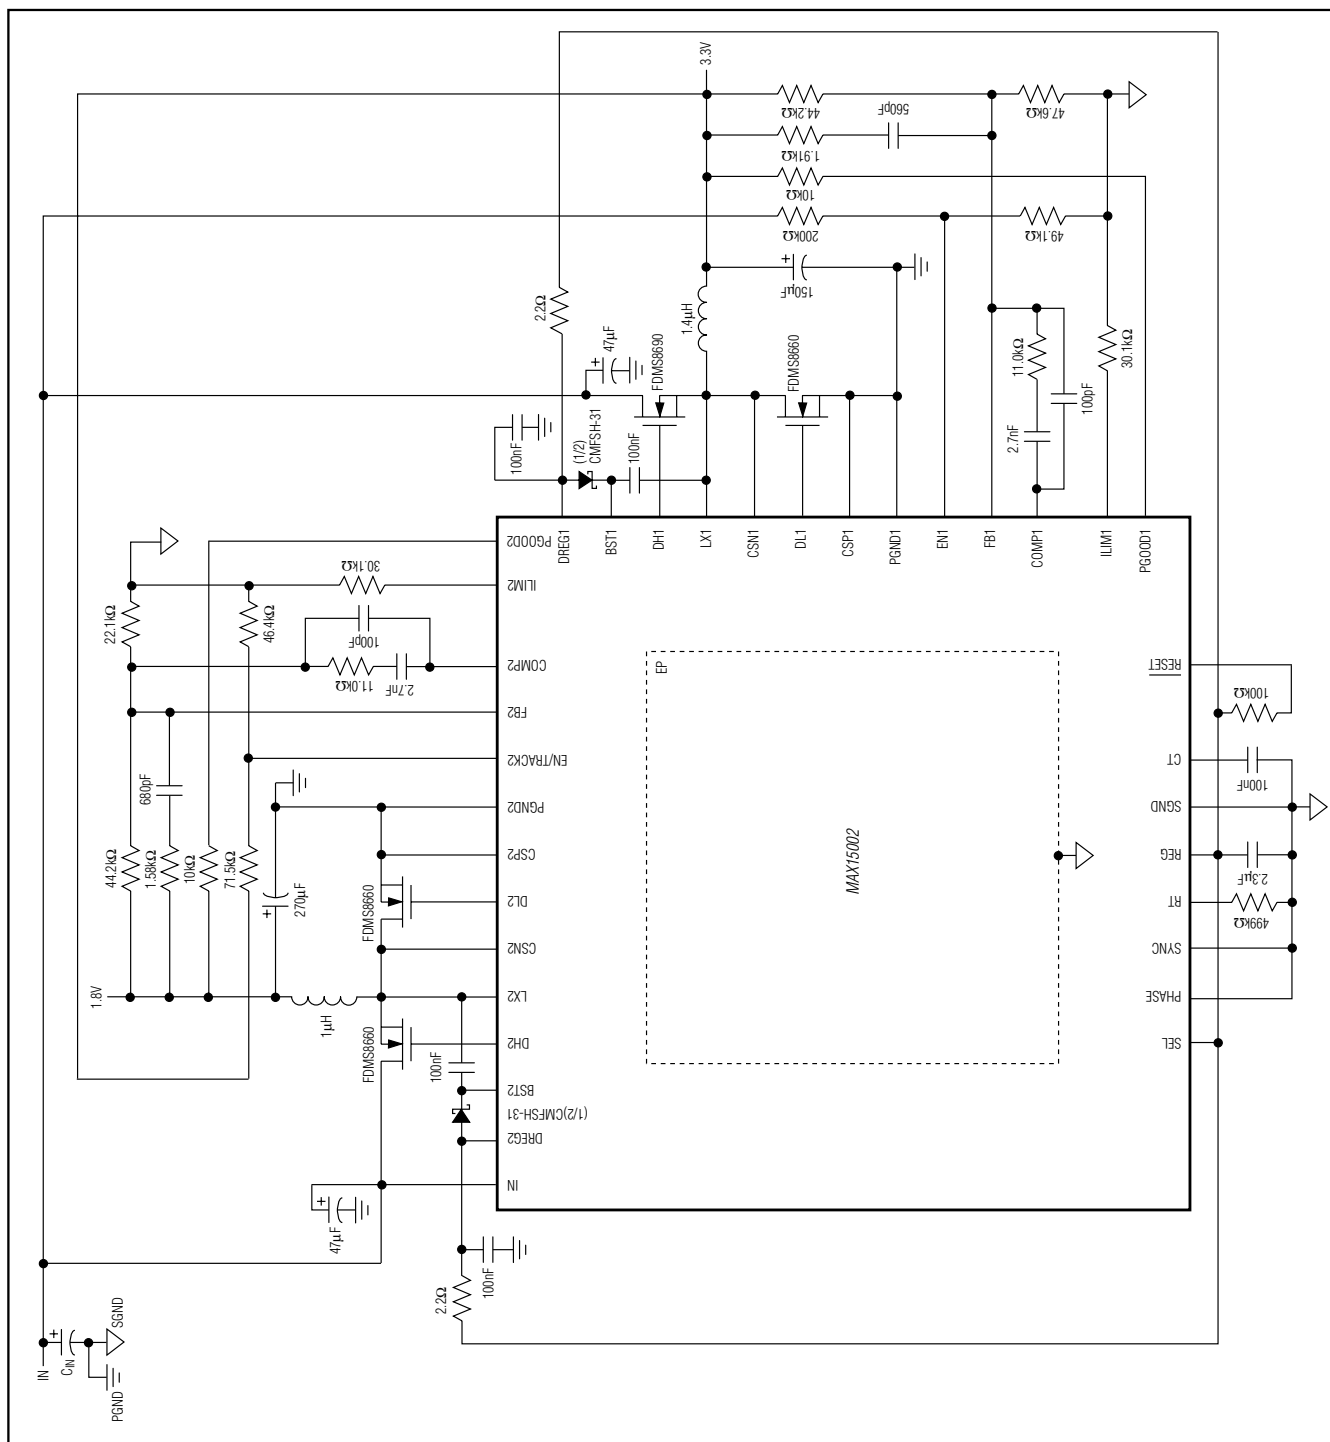 3.3V
44.2kΩ
560pF
47.6kΩ
1.91kΩ
10kΩ
200kΩ
49.1kΩ
2.2Ω
1.4µH
+
150µF
+
47µF
FDMS8690
FDMS8660
11.0kΩ
100pF
30.1kΩ
2.7nF
100nF
(1/2)
CMFSH-31
100nF
DREG1
BST1
DH1
LX1
CSN1
DL1
CSP1
PGND1
EN1
FB1
COMP1
ILIM1
PGOOD1
PGOOD2
ILIM2
COMP2
FB2
EN/TRACK2
PGND2
CSP2
DL2
CSN2
LX2
DH2
BST2
DREG2
IN
EP
MAX15002
RESET
CT
SGND
REG
RT
SYNC
PHASE
SEL
100kΩ
100nF
2.3µF
499kΩ
22.1kΩ
46.4kΩ
30.1kΩ
100pF
11.0kΩ
2.7nF
680pF
44.2kΩ
1.58kΩ
10kΩ
71.5kΩ
+
270µF
FDMS8660
1.8V
1µH
FDMS8660
100nF
(1/2)CMFSH-31
+
47µF
100nF
2.2Ω
IN
+
CIN
SGND
PGND